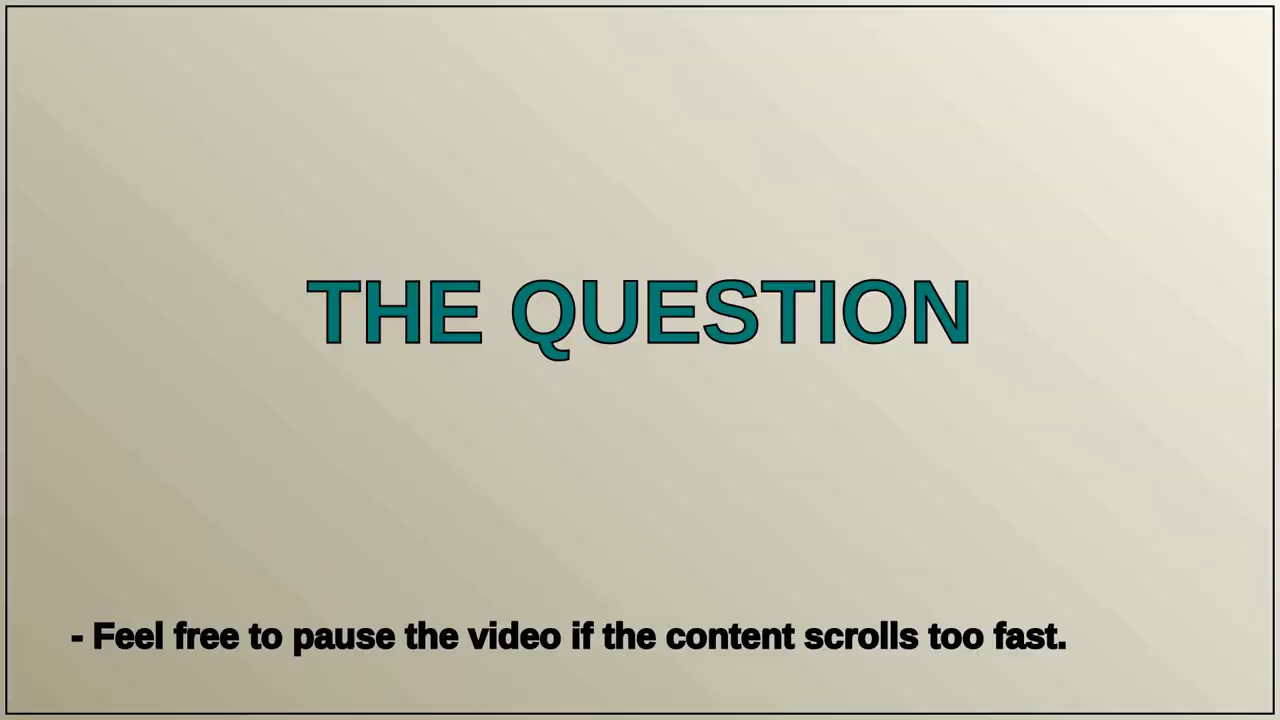 THE QUESTION
- Feel free to pause the video if the content scrolls too fast.